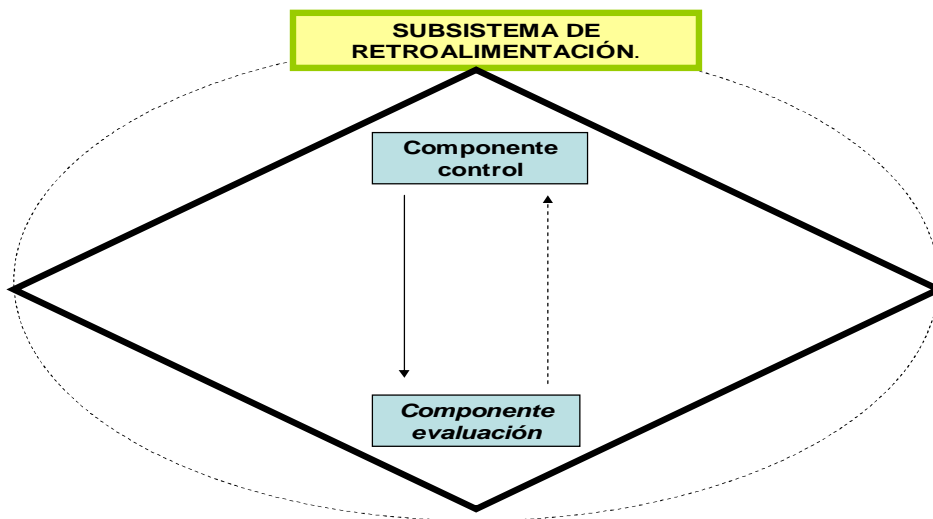 SUBSISTEMA DE
RETROALIMENTACIÓN.
Componente
control
Componente
evaluación